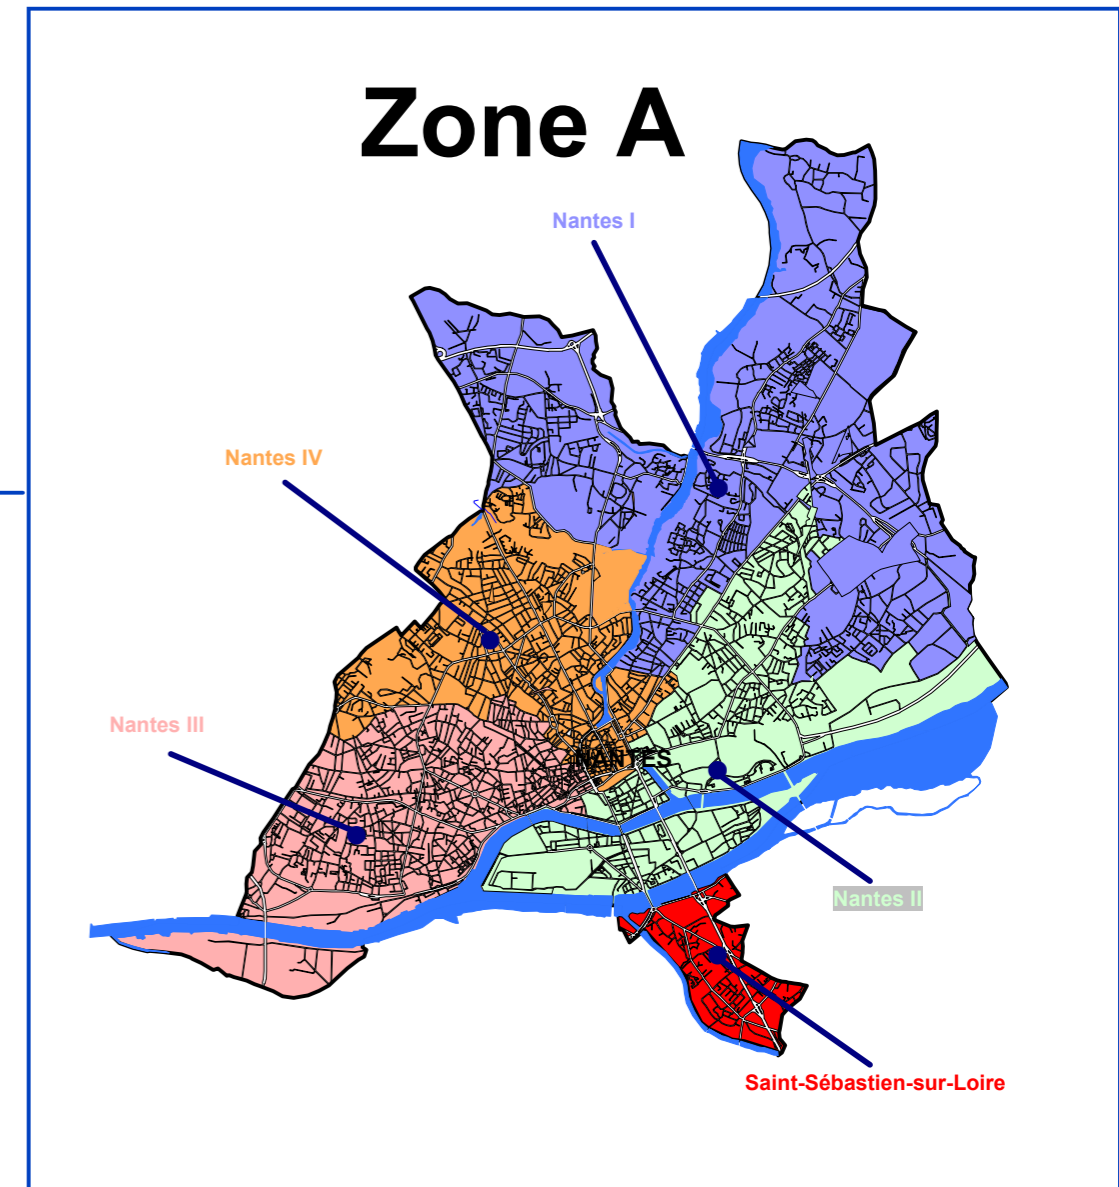 Zone A
Nantes I
Nantes IV
Nantes III
NANTES
Nantes II
Saint-Sébastien-sur-Loire